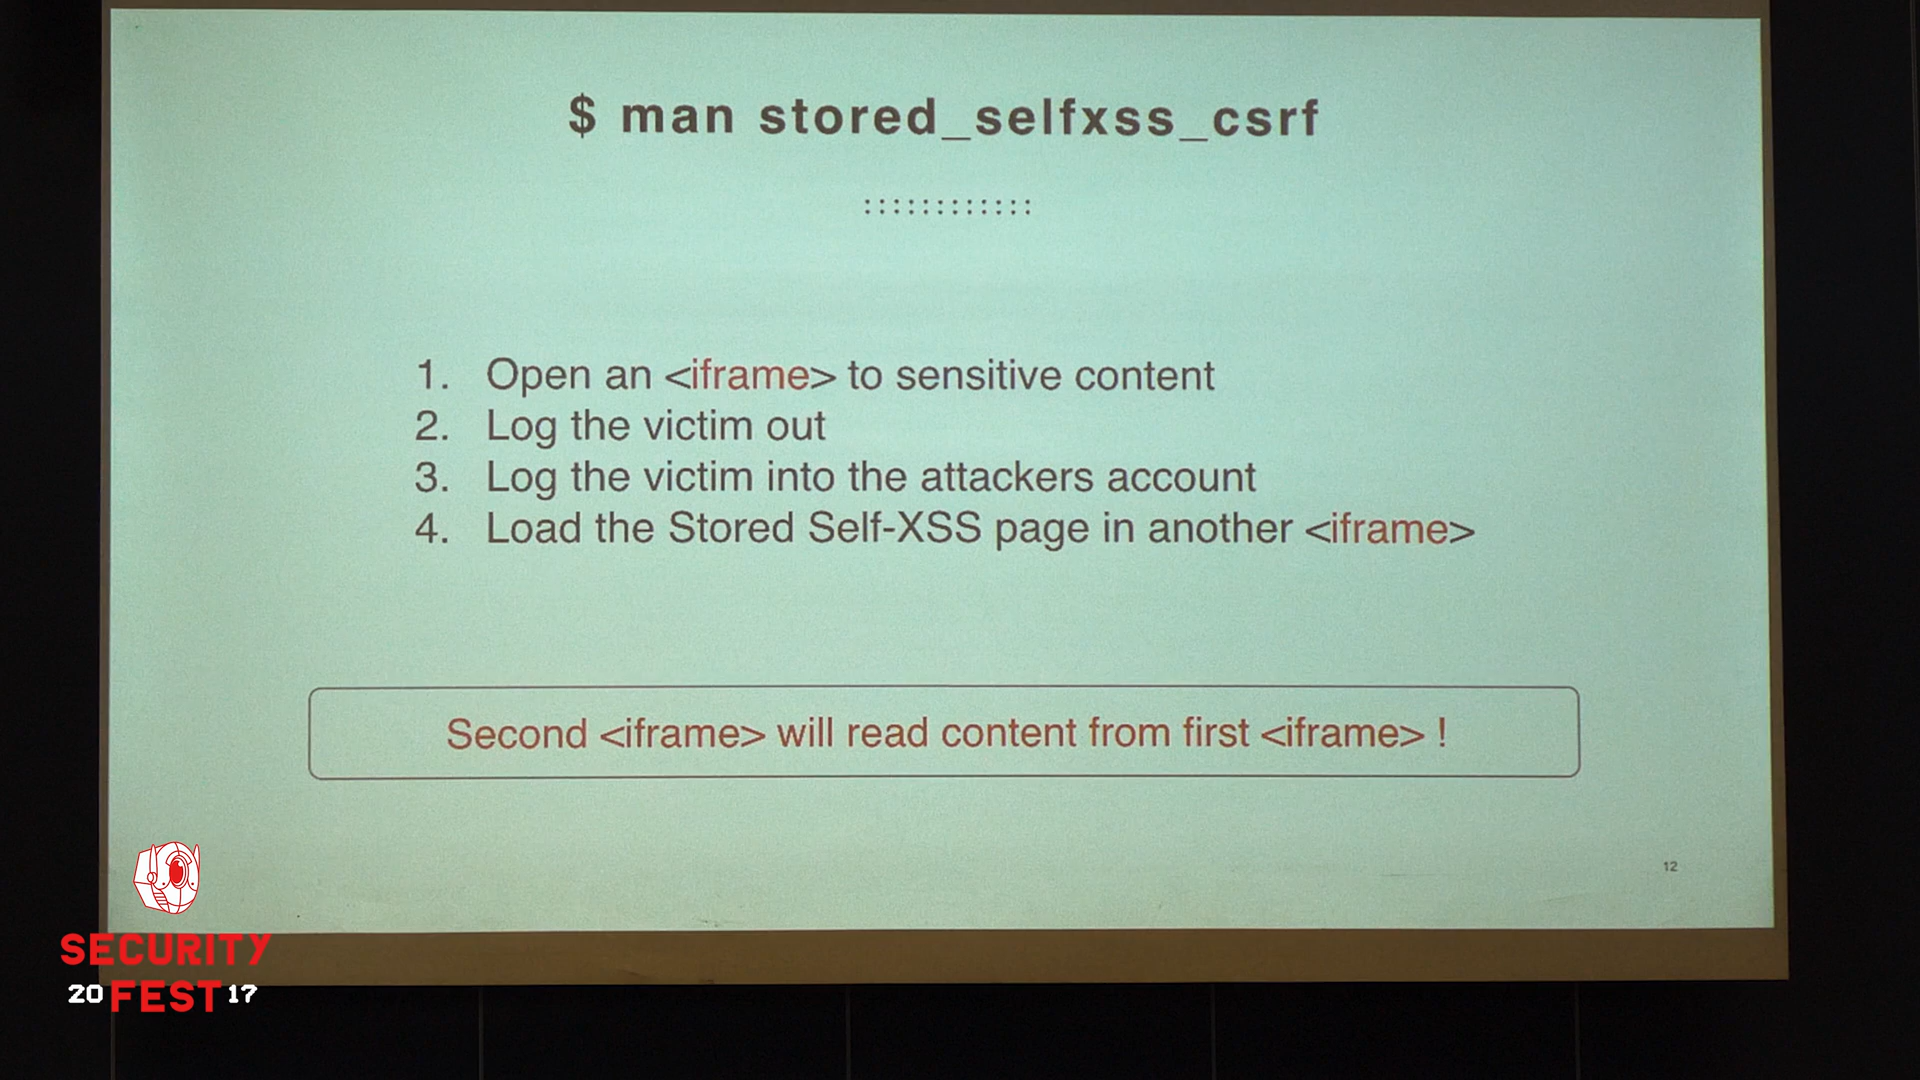 $ man stored_selfxss_csrf
::::::::::::
1. Open an <iframe> to sensitive content
2. Log the victim out
3. Log the victim into the attackers account
4. Load the Stored Self-XSS page in another <iframe>
Second <iframe> will read content from first <iframe> !
12
SECURITY
20 FEST 17